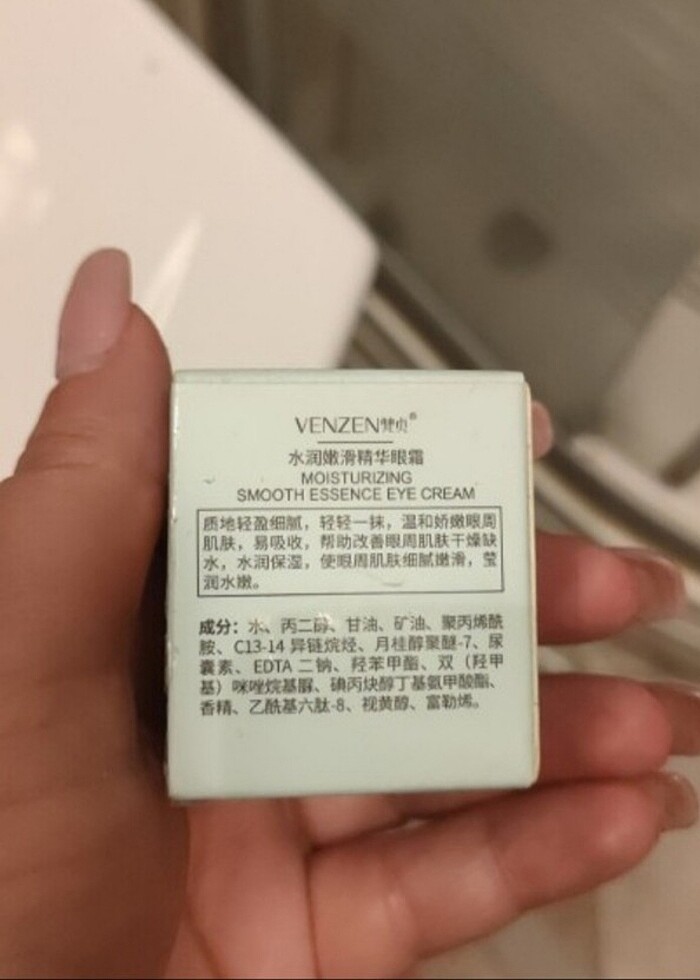 VENZEN梵贞®
水润嫩滑精华眼霜
MOISTURIZING
SMOOTH ESSENCE EYE CREAM
质地轻盈细腻，轻轻一抹，温和娇嫩眼周
肌肤，易吸收，帮助改善眼周肌肤干燥缺
水，水润保湿，使眼周肌肤细腻嫩滑，莹
润水嫩。
成分：水、丙二醇、甘油、矿油、聚丙烯酰
胺、C13-14 异链烷烃、月桂醇聚醚-7、尿
囊素、EDTA 二钠、羟苯甲酯、双（羟甲
基）咪唑烷基脲、碘丙炔醇丁基氨甲酸酯、
香精、乙酰基六肽-8、视黄醇、富勒烯。